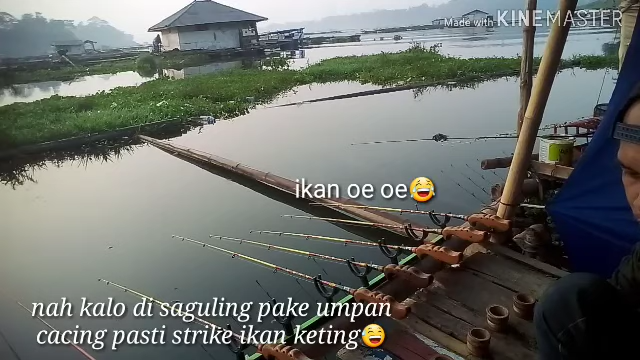 Made with KINEMASTER
ikan oe oe😂
nah kalo di saguling pake umpan
cacing pasti strike ikan keting😅